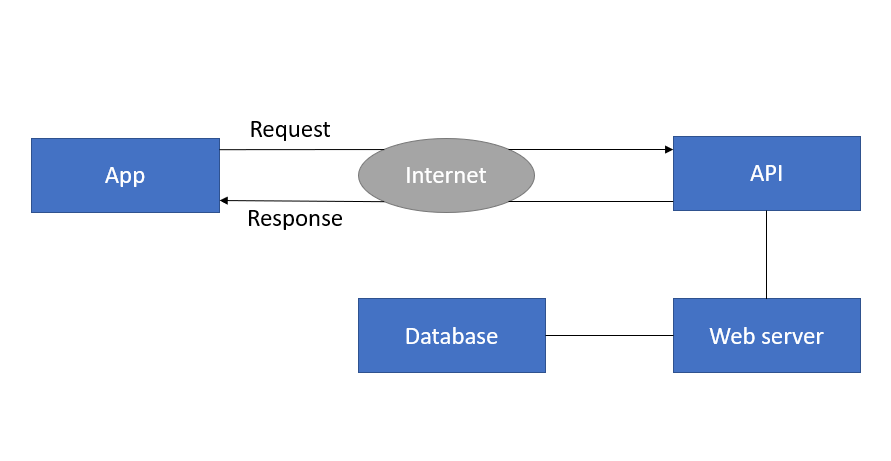 Request
App
Internet
API
Response
Database
Web server